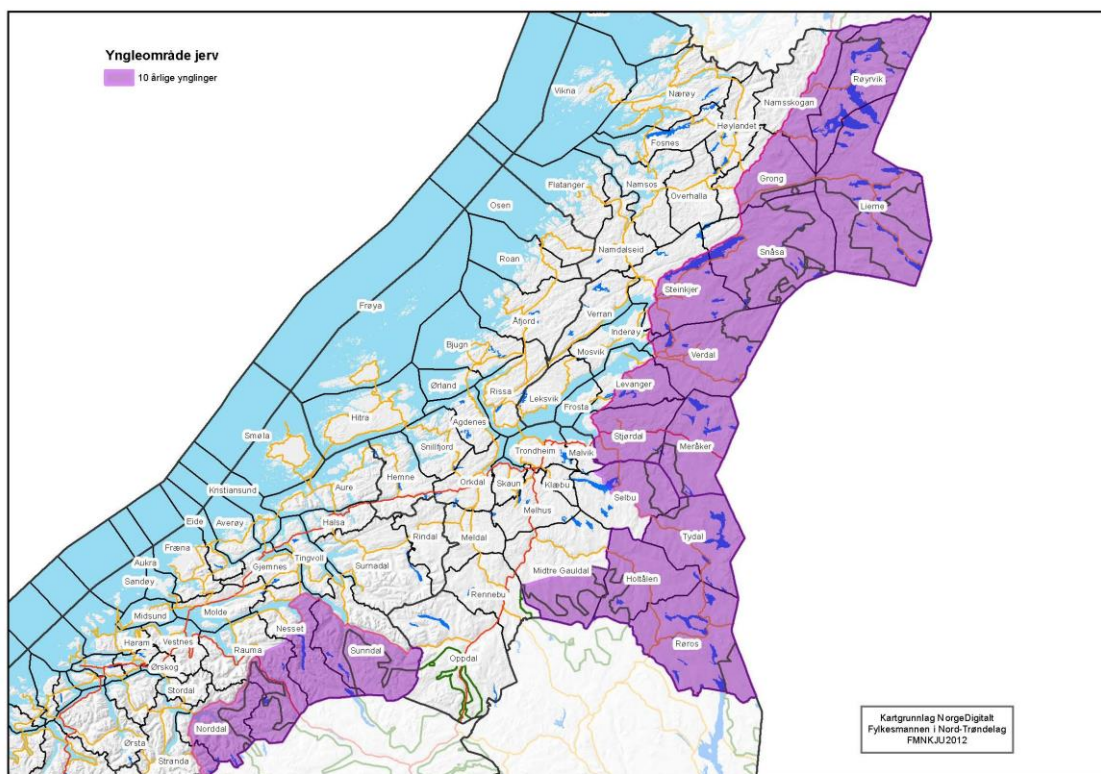 Yngleområde jerv
10 årlige ynglinger
Vikna
Nærøy
Røyrvik
Namsskogan
Høylandet
Fosnes
Grong
Flatanger
Namsos
Overhalla
Lierne
Osen
Namdalseid
Snåsa
Roan
Steinkjer
Frøya
Verran
Åfjord
Inderøy
Bjugn
Mosvik
Verdal
Ørland
Levanger
Rissa
Leksvik
Frosta
Hitra
Agdenes
Smøla
Snillfjord
Stjørdal
Meråker
Trondheim
Malvik
Kristiansund
Aure
Hemne
Orkdal
Skaun
Klæbu
Selbu
Eide
Averøy
Halsa
Melhus
Fræna
Rindal
Meldal
Tydal
Aukra
Gjemnes
Tingvoll
Surnadal
Sandøy
Midtre Gauldal
Holtålen
Midsund
Molde
Rennebu
Nesset
Haram
Vestnes
Rauma
Sunndal
Oppdal
Røros
Ørskog
Stordal
Norddal
Ørsta
Stranda
Kartgrunnlag NorgeDigitalt
Fylkesmannen i Nord-Trøndelag
FMNKJU2012